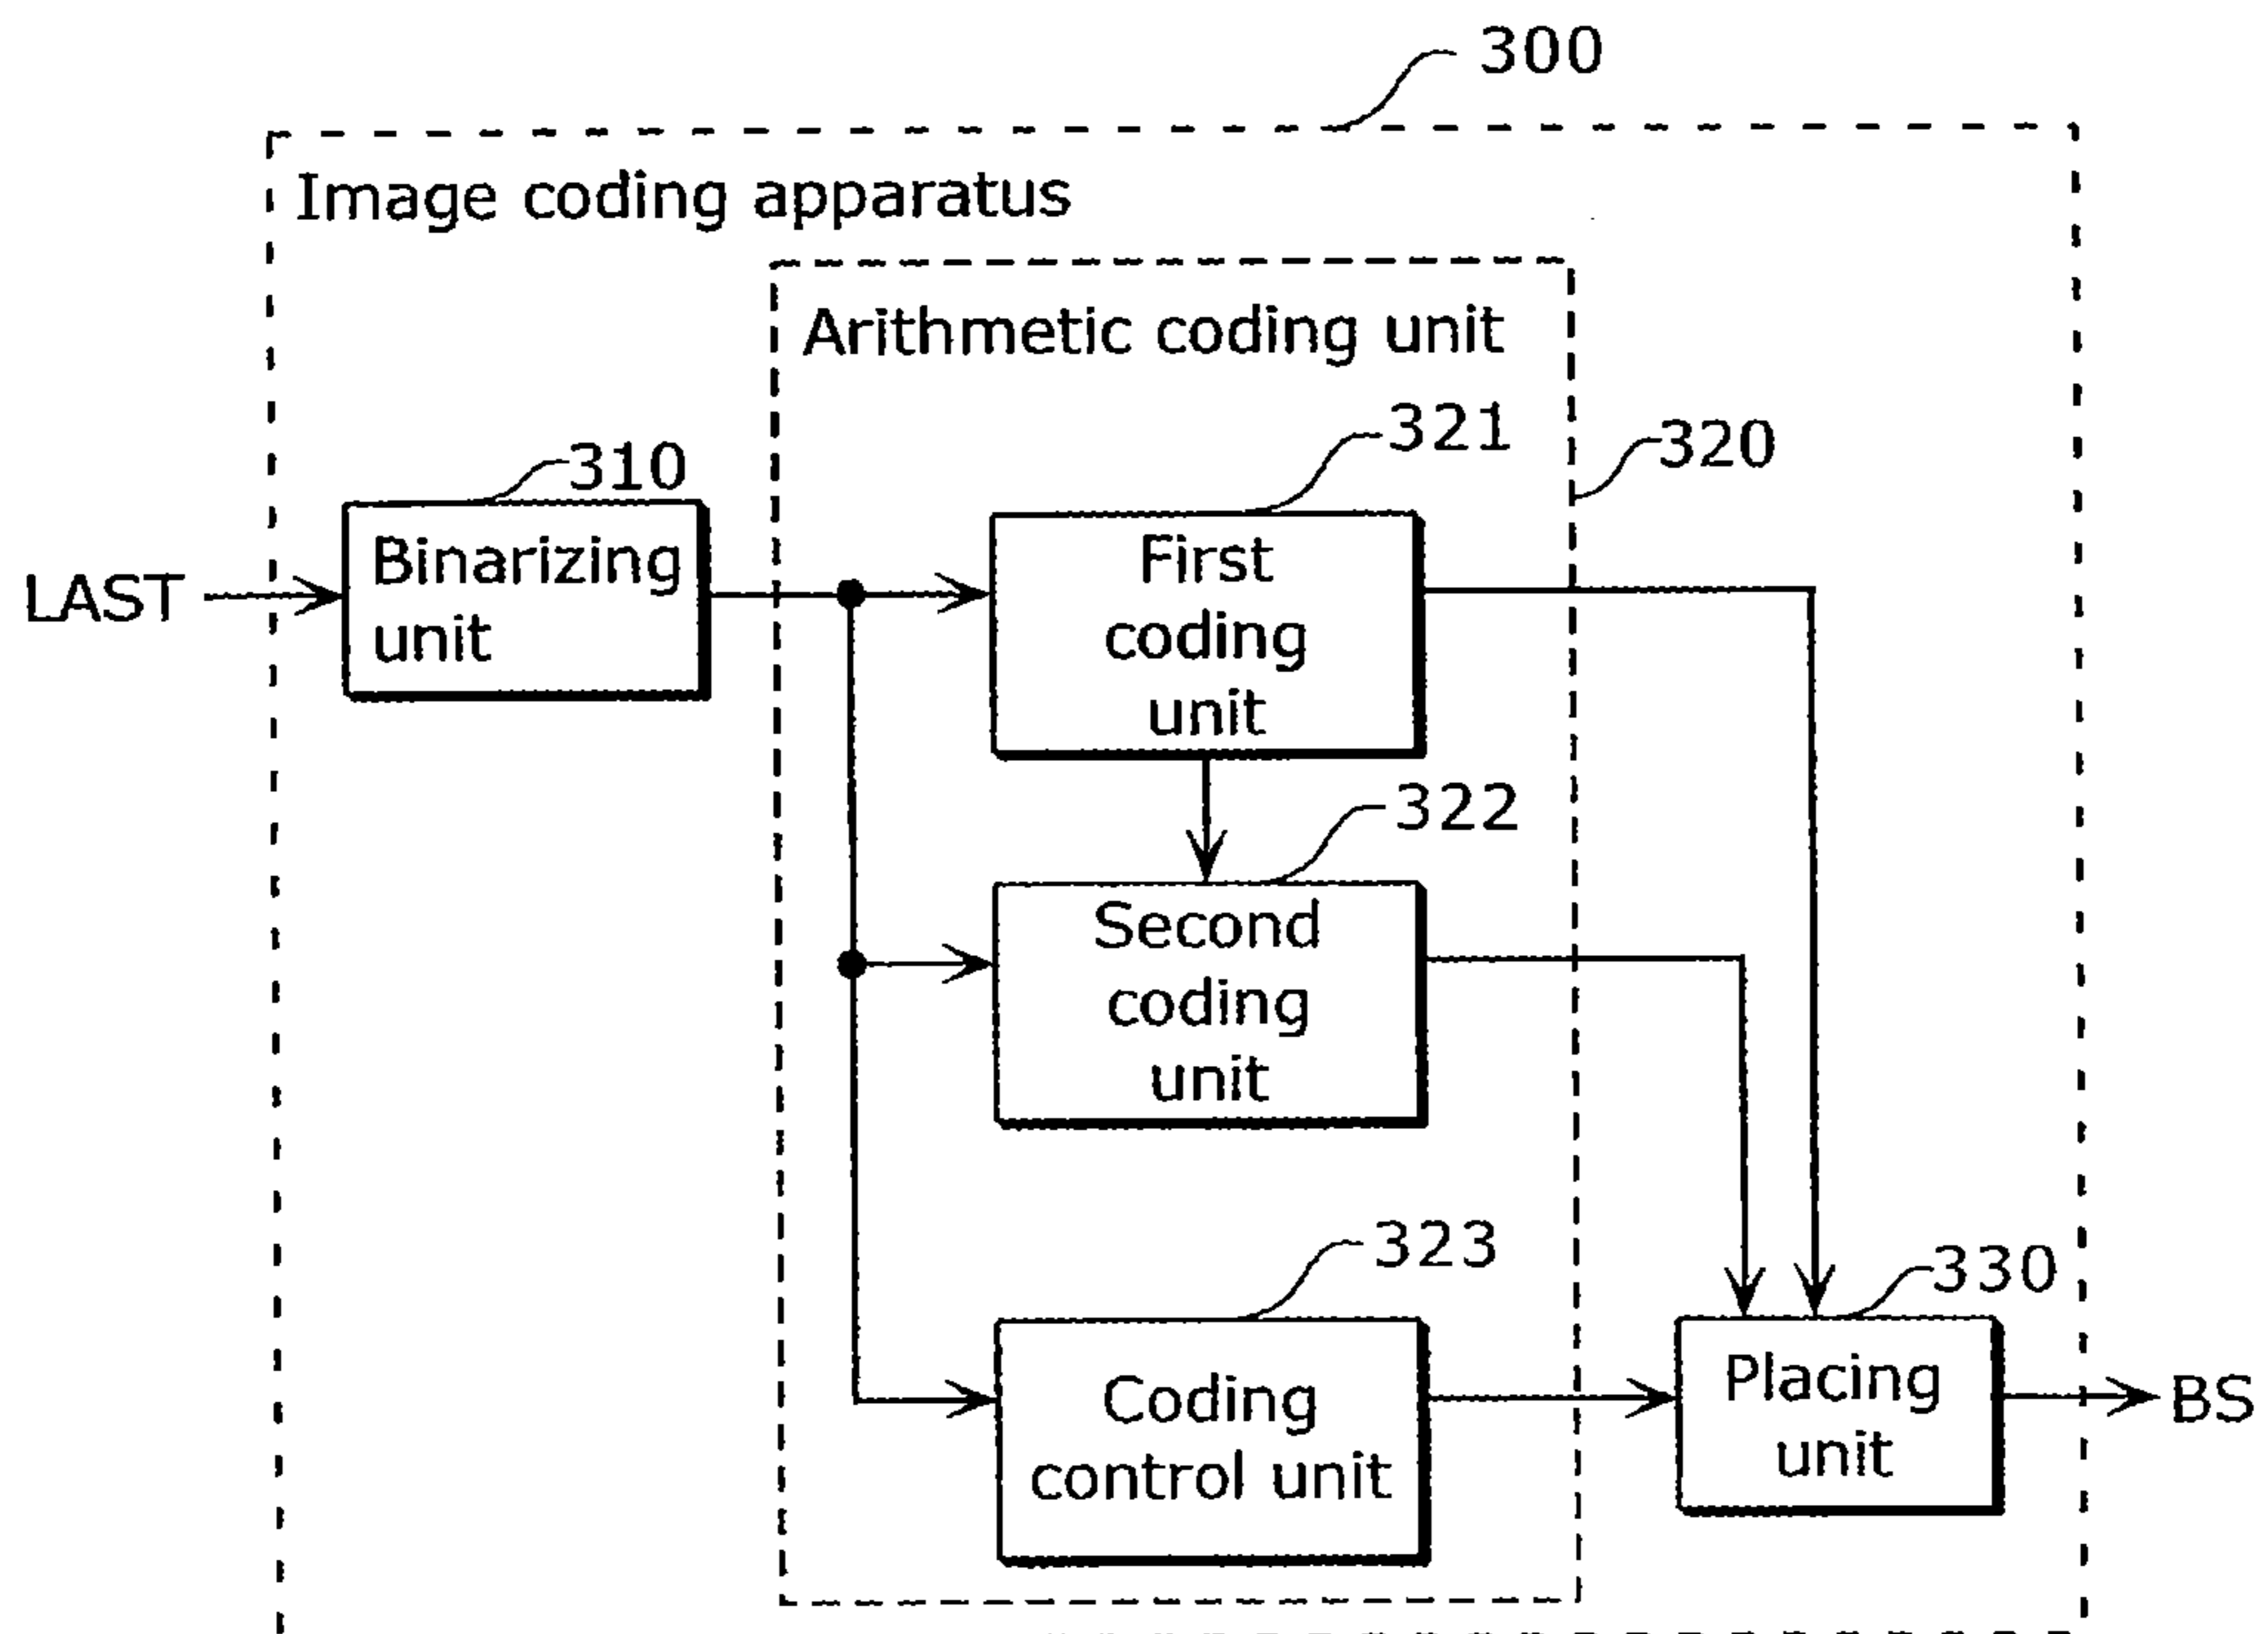 300
Image coding apparatus
Arithmetic coding unit
321
320
310
Binarizing
unit
LAST
First
coding
unit
322
Second
coding
unit
323
Coding
control unit
330
Placing
unit
BS